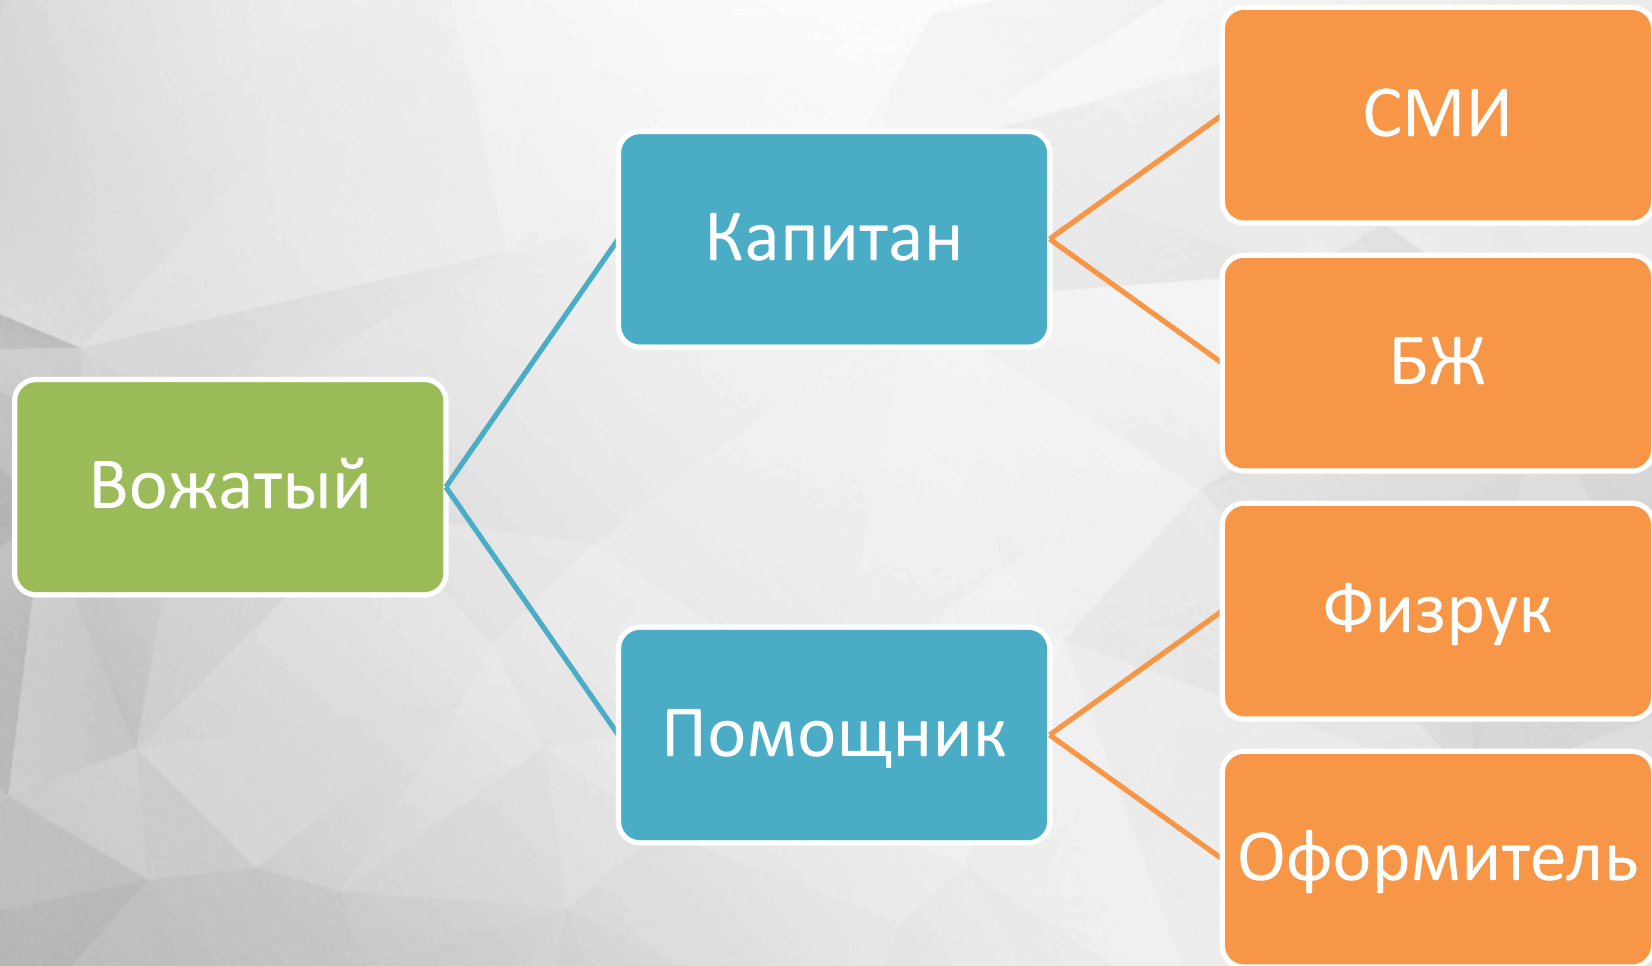 Вожатый
Капитан
Помощник
СМИ
БЖ
Физрук
Оформитель